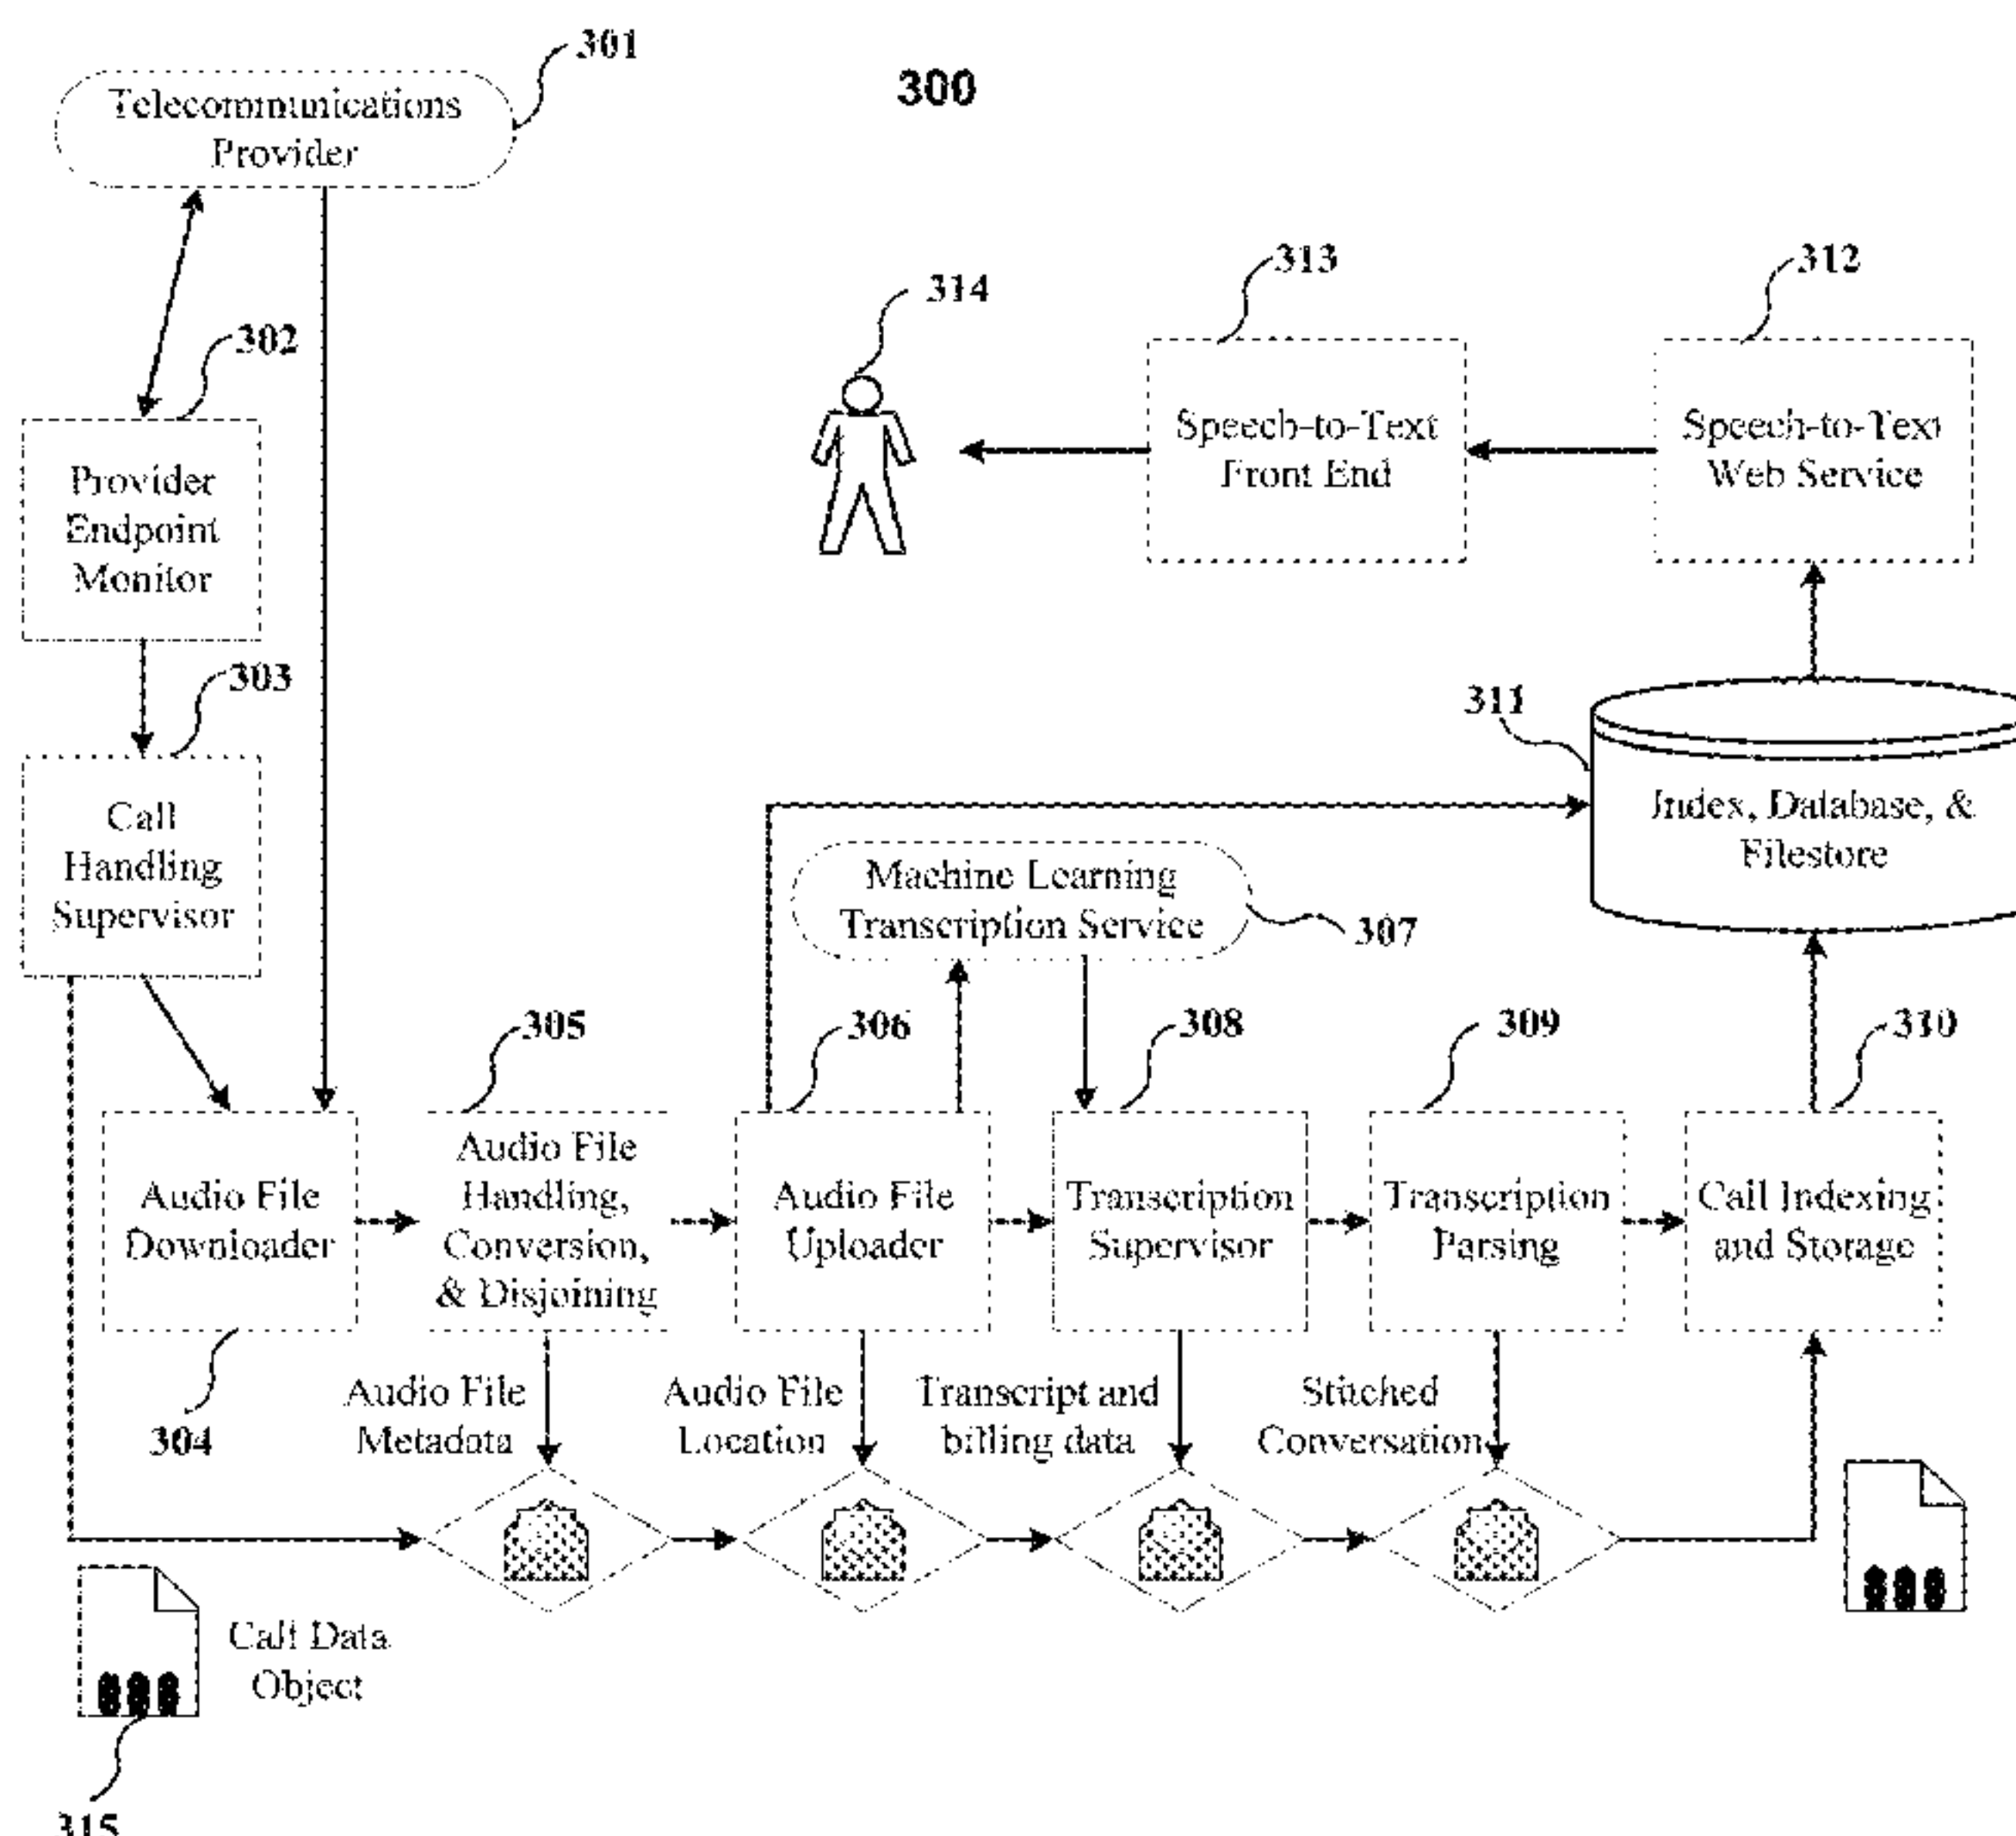 301
300
Telecommunications
Provider
314
313
312
302
Provider
Endpoint
Monitor
Speech-to-Text
Front End
Speech-to-Text
Web Service
303
311
Call
Handling
Supervisor
Index, Database, &
Filestore
Machine Learning
Transcription Service
307
305
306
308
309
310
Audio File
Downloader
Audio File
Handling,
Conversion,
& Disjoining
Audio File
Uploader
Transcription
Supervisor
Transcription
Parsing
Call Indexing
and Storage
304
Audio File
Metadata
Audio File
Location
Transcript and
billing data
Stitched
Conversation
Call Data
Object
315